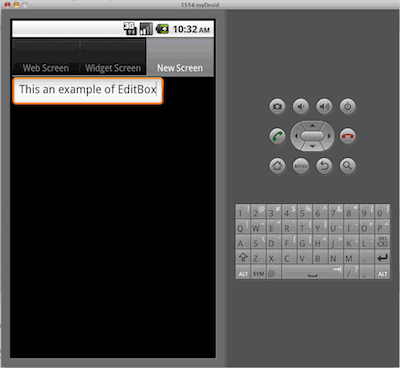 5554:myDroid
3G
10:32 AM
Web Screen Widget Screen New Screen
This an example of EditBox
MENU
1 2 3 4 5 6 7 8 9 0
Q W E R T Y U I O P
A S D F G H J K L DEL
Z X C V B N M .
ALT SYM @ / ? , ALT